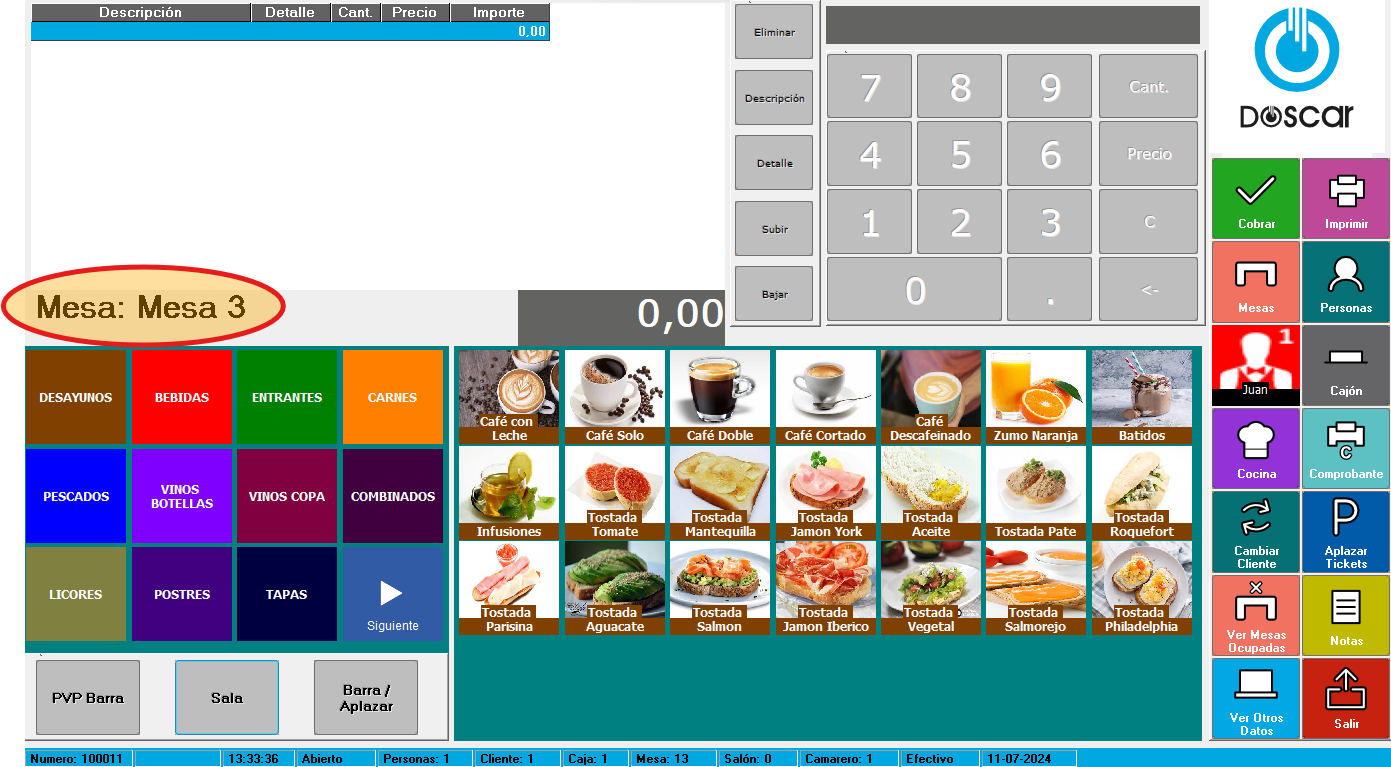 Descripción Detalle Cant. Precio Importe
0,00
Eliminar
Descripción
Detalle
Subir
Bajar
7 8 9 Cant.
4 5 6 Precio
1 2 3 C
0 . <-
DOSCAR
Mesa: Mesa 3
0,00
Cobrar
Imprimir
Mesas
Personas
1
Juan
Cajón
Cocina
C
Comprobante
Cambiar
Cliente
P
Aplazar
Tickets
Ver Mesas
Ocupadas
Notas
Ver Otros
Datos
Salir
DESAYUNOS
BEBIDAS
ENTRANTES
CARNES
PESCADOS
VINOS
BOTELLAS
VINOS COPA
COMBINADOS
LICORES
POSTRES
TAPAS
Siguiente
Café con
Leche
Café Solo
Café Doble
Café Cortado
Café
Descafeinado
Zumo Naranja
Batidos
Infusiones
Tostada
Tomate
Tostada
Mantequilla
Tostada
Jamon York
Tostada
Aceite
Tostada Pate
Tostada
Roquefort
Tostada
Parisina
Tostada
Aguacate
Tostada
Salmon
Tostada
Jamon Iberico
Tostada
Vegetal
Tostada
Salmorejo
Tostada
Philadelphia
PVP Barra
Sala
Barra /
Aplazar
Numero: 100011 13:33:36 Abierto Personas: 1 Cliente: 1 Caja: 1 Mesa: 13 Salón: 0 Camarero: 1 Efectivo 11-07-2024